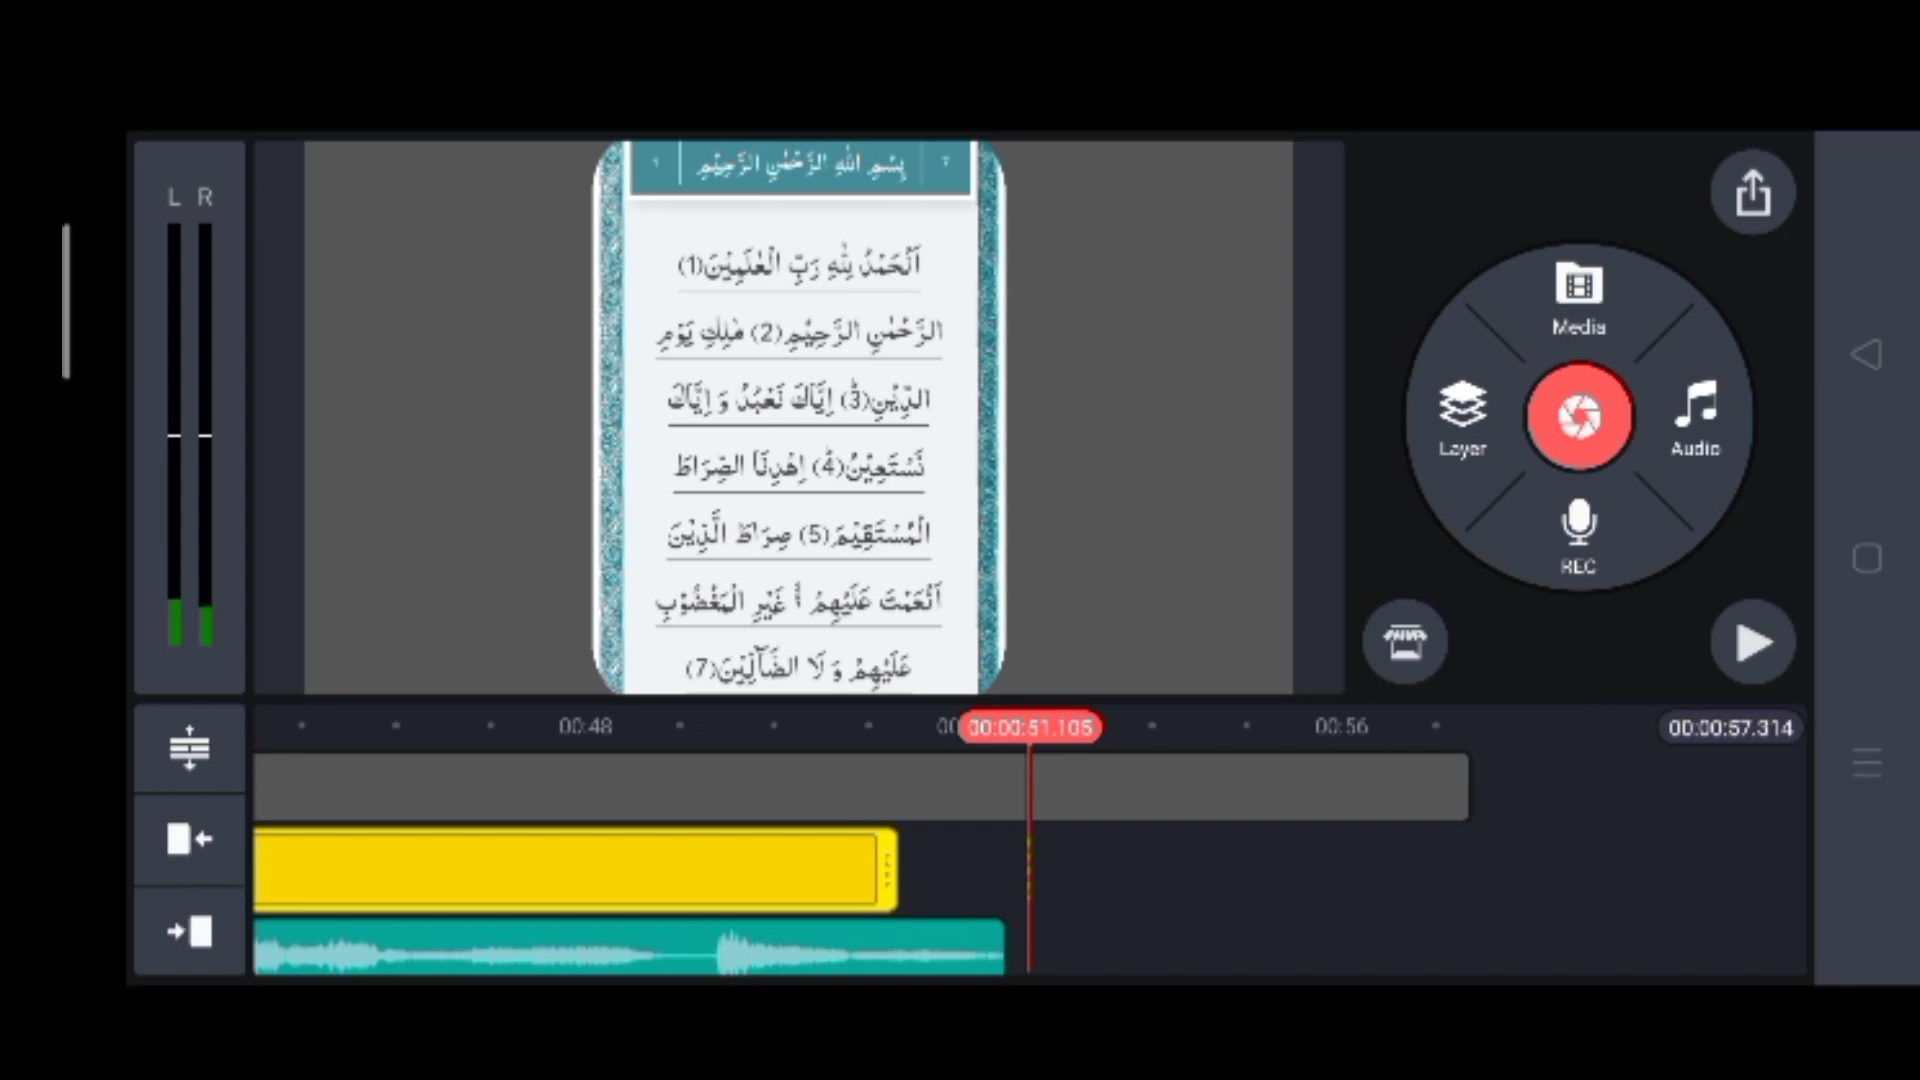 L R
بِسْمِ اللّٰهِ الرَّحْمٰنِ الرَّحِيْمِ
اَلْحَمْدُ لِلّٰهِ رَبِّ الْعٰلَمِيْنَ(1)
الرَّحْمٰنِ الرَّحِيْمِ(2) مٰلِكِ يَوْمِ
الدِّيْنِ(3) اِيَّاكَ نَعْبُدُ وَ اِيَّاكَ
نَسْتَعِيْنُ(4) اِهْدِنَا الصِّرَاطَ
الْمُسْتَقِيْمَ(5) صِرَاطَ الَّذِيْنَ
اَنْعَمْتَ عَلَيْهِمْ غَيْرِ الْمَغْضُوْبِ
عَلَيْهِمْ وَ لَا الضَّآلِّيْنَ(7)
Media
Layer
Audio
REC
00:48
00:00:51.105
00:56
00:00:57.314